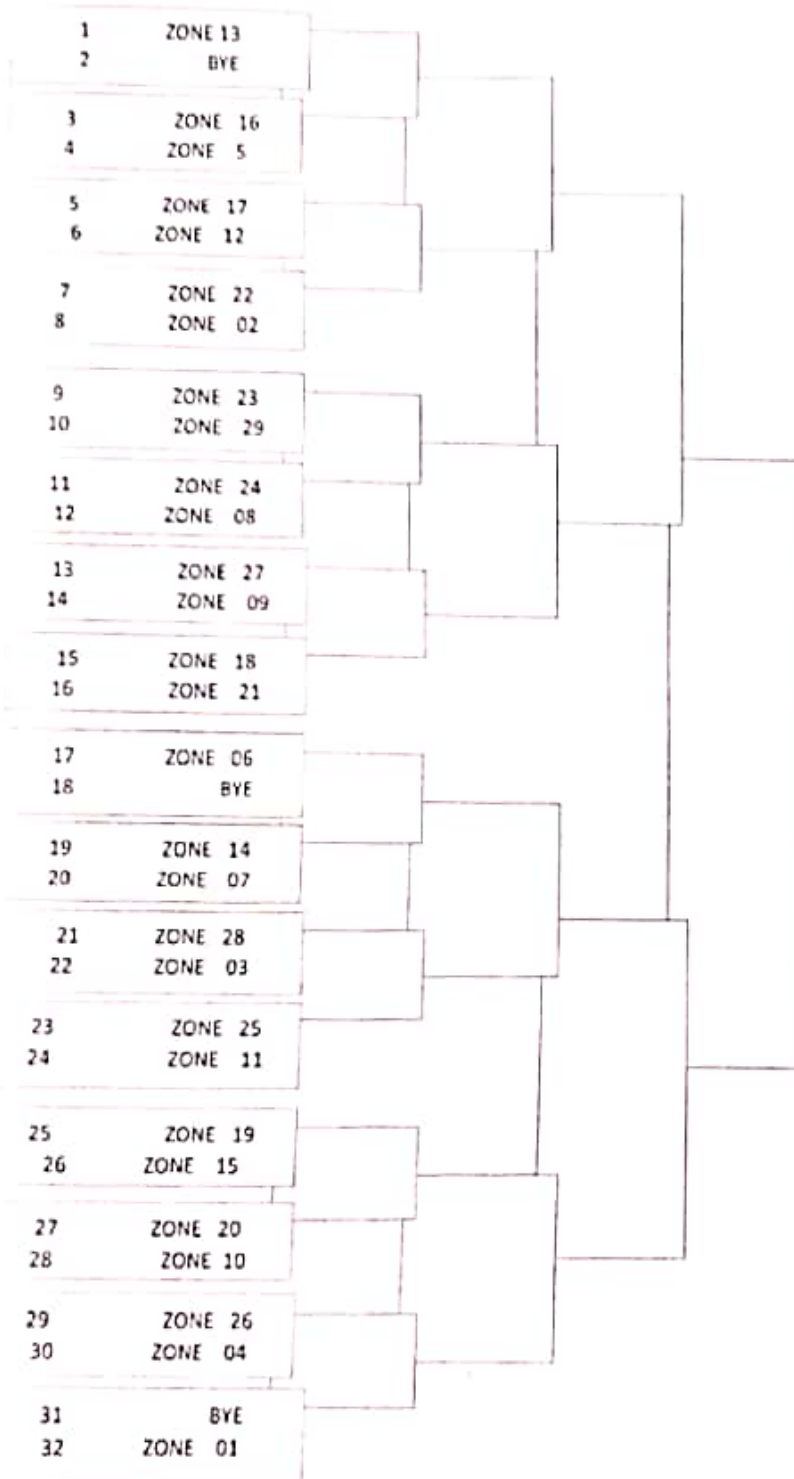 1 ZONE 13
2 BYE
3 ZONE 16
4 ZONE 5
5 ZONE 17
6 ZONE 12
7 ZONE 22
8 ZONE 02
9 ZONE 23
10 ZONE 29
11 ZONE 24
12 ZONE 08
13 ZONE 27
14 ZONE 09
15 ZONE 18
16 ZONE 21
17 ZONE 06
18 BYE
19 ZONE 14
20 ZONE 07
21 ZONE 28
22 ZONE 03
23 ZONE 25
24 ZONE 11
25 ZONE 19
26 ZONE 15
27 ZONE 20
28 ZONE 10
29 ZONE 26
30 ZONE 04
31 BYE
32 ZONE 01